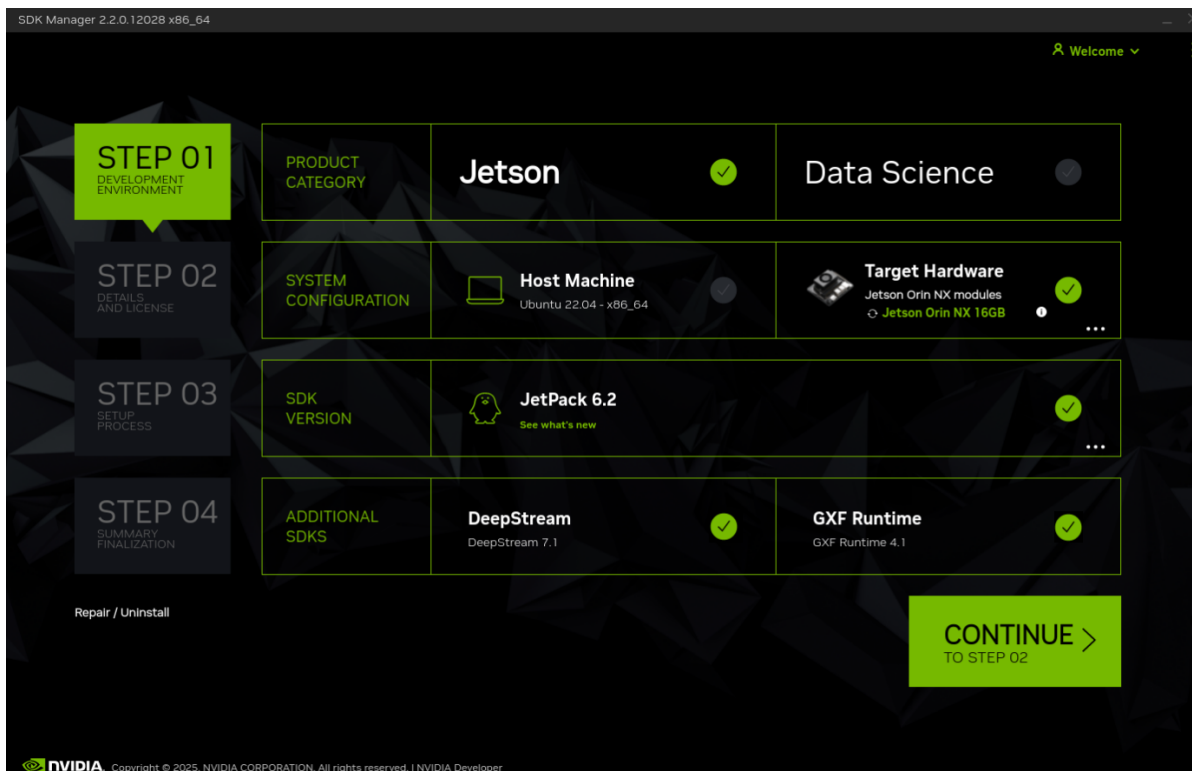 SDK Manager 2.2.0.12028 x86_64
Welcome
STEP 01
DEVELOPMENT
ENVIRONMENT
PRODUCT
CATEGORY
Jetson
Data Science
STEP 02
DETAILS
AND LICENSE
SYSTEM
CONFIGURATION
Host Machine
Ubuntu 22.04 - x86_64
Target Hardware
Jetson Orin NX modules
Jetson Orin NX 16GB
STEP 03
SETUP
PROCESS
SDK
VERSION
JetPack 6.2
See what's new
STEP 04
SUMMARY
FINALIZATION
ADDITIONAL
SDKS
DeepStream
DeepStream 7.1
GXF Runtime
GXF Runtime 4.1
Repair / Uninstall
CONTINUE
TO STEP 02
NVIDIA. Copyright © 2025, NVIDIA CORPORATION. All rights reserved. | NVIDIA Developer